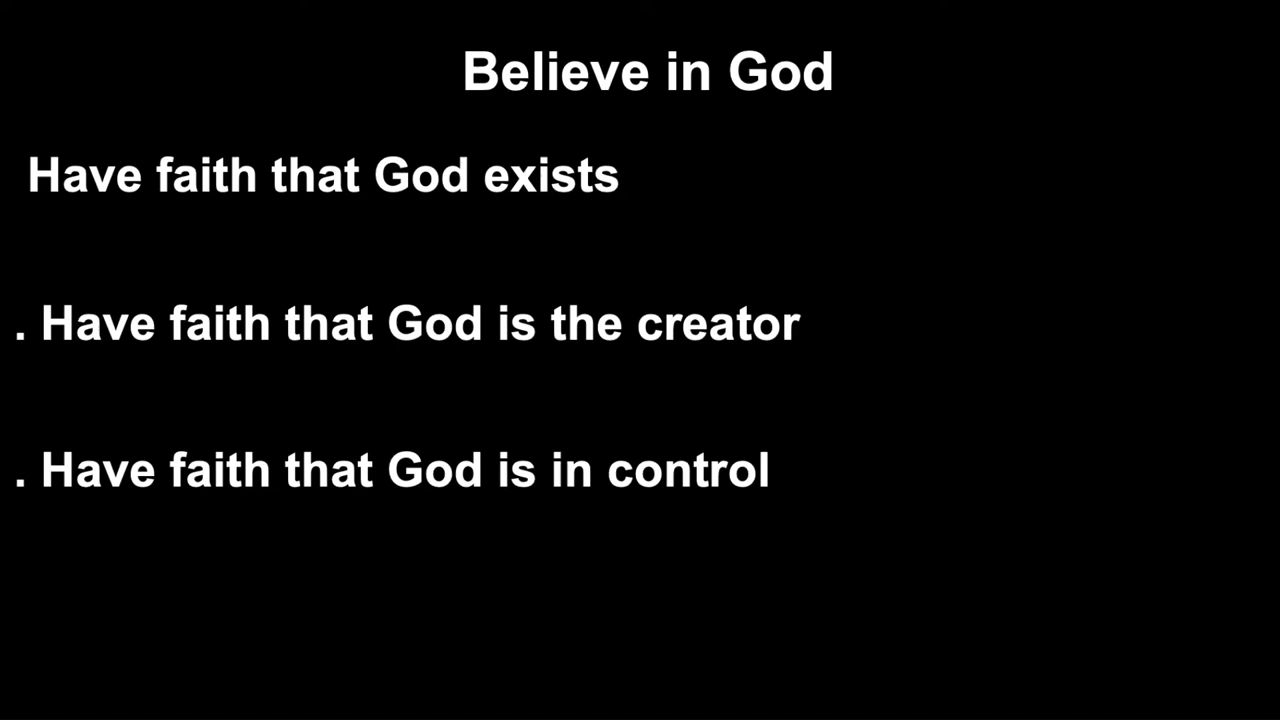 Believe in God
Have faith that God exists
. Have faith that God is the creator
. Have faith that God is in control